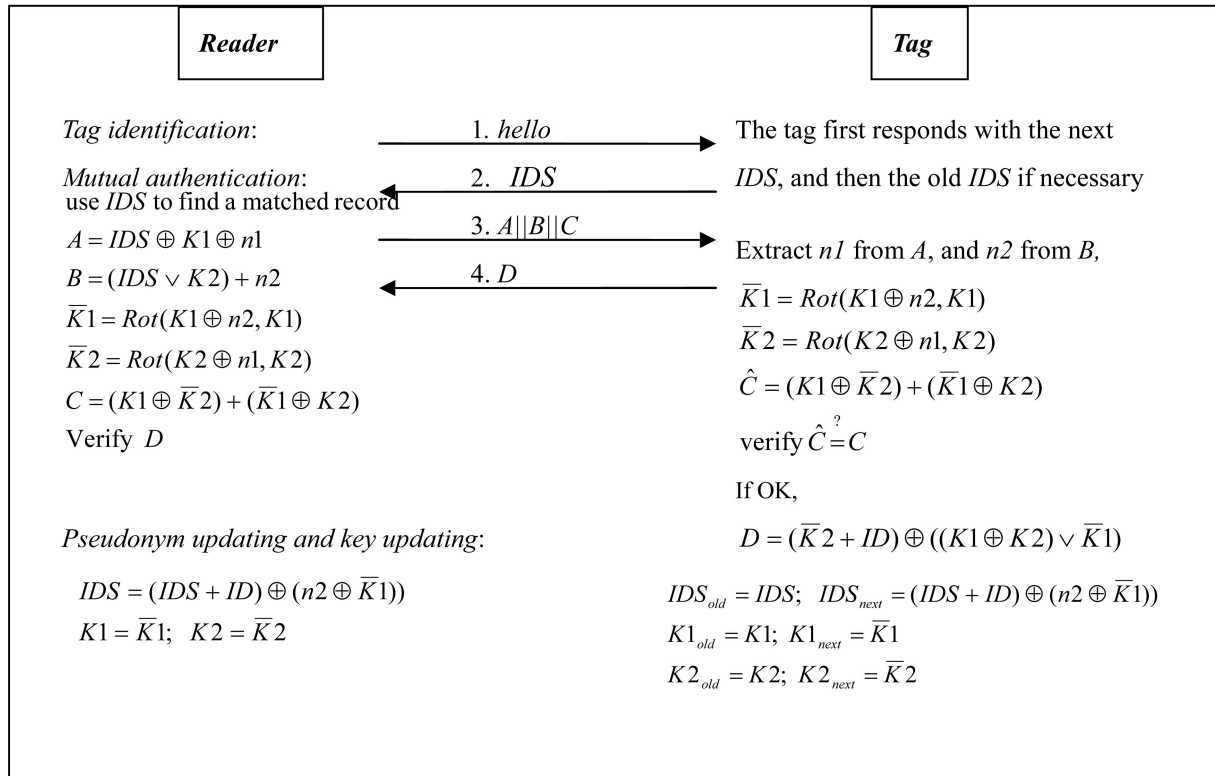 Reader
Tag
Tag identification:
Mutual authentication:
use IDS to find a matched record
A = IDS ⊕ K1 ⊕ n1
B = (IDS ∨ K2) + n2
K̅1 = Rot(K1 ⊕ n2, K1)
K̅2 = Rot(K2 ⊕ n1, K2)
C = (K1 ⊕ K̅2) + (K̅1 ⊕ K2)
Verify D
Pseudonym updating and key updating:
IDS = (IDS + ID) ⊕ (n2 ⊕ K̅1))
K1 = K̅1; K2 = K̅2
1. hello
2. IDS
3. A||B||C
4. D
The tag first responds with the next
IDS, and then the old IDS if necessary
Extract n1 from A, and n2 from B,
K̅1 = Rot(K1 ⊕ n2, K1)
K̅2 = Rot(K2 ⊕ n1, K2)
Ĉ = (K1 ⊕ K̅2) + (K̅1 ⊕ K2)
verify Ĉ ?= C
If OK,
D = (K̅2 + ID) ⊕ ((K1 ⊕ K2) ∨ K̅1)
IDS_old = IDS; IDS_next = (IDS + ID) ⊕ (n2 ⊕ K̅1))
K1_old = K1; K1_next = K̅1
K2_old = K2; K2_next = K̅2